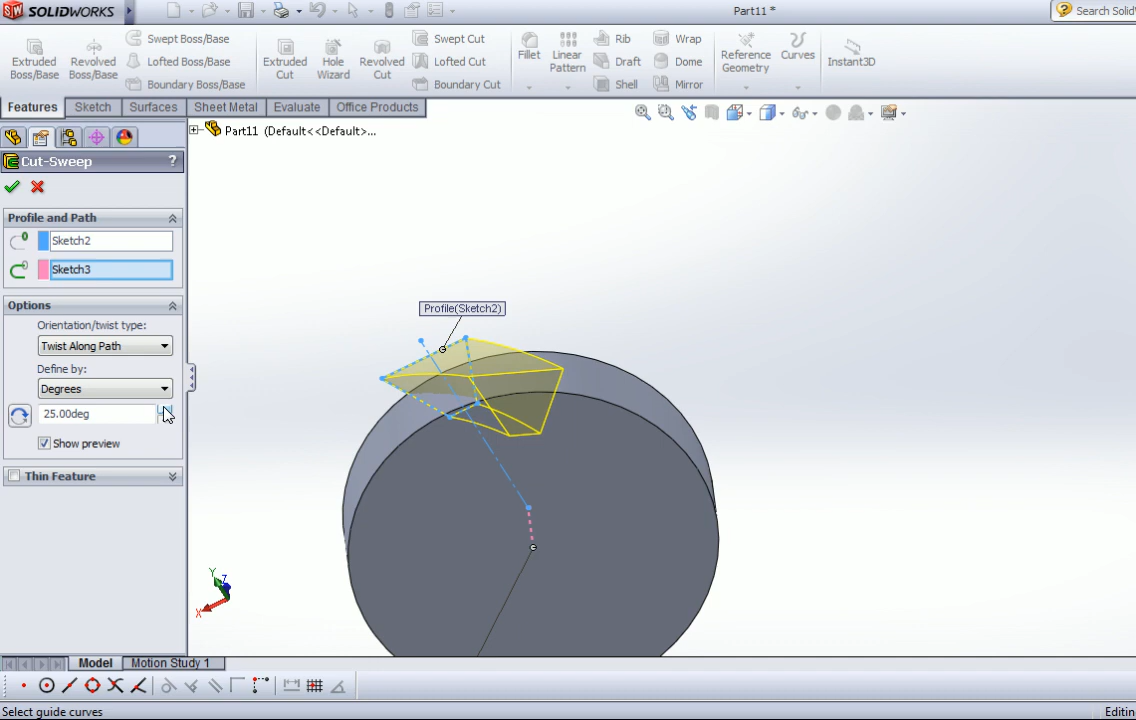 SOLIDWORKS
Part11 *
Search Solid
Extruded Boss/Base
Revolved Boss/Base
Swept Boss/Base
Lofted Boss/Base
Boundary Boss/Base
Extruded Cut
Hole Wizard
Revolved Cut
Swept Cut
Lofted Cut
Boundary Cut
Fillet
Linear Pattern
Rib
Draft
Shell
Wrap
Dome
Mirror
Reference Geometry
Curves
Instant3D
Features
Sketch
Surfaces
Sheet Metal
Evaluate
Office Products
Part11 (Default<<Default>...
Cut-Sweep
?
Profile and Path
Sketch2
Sketch3
Options
Orientation/twist type:
Twist Along Path
Define by:
Degrees
25.00deg
Show preview
Thin Feature
Profile(Sketch2)
Y
Z
X
Model
Motion Study 1
Select guide curves
Editin